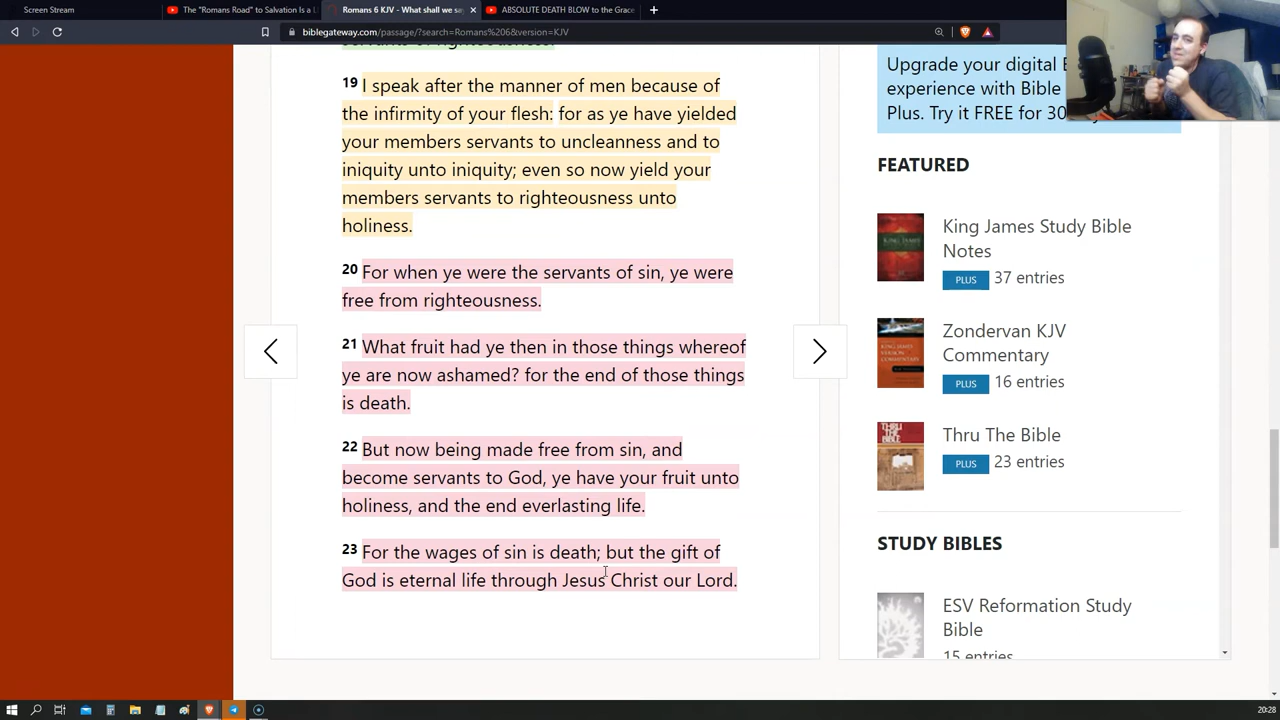 Screen Stream
The "Romans Road" to Salvation Is a L
Romans 6 KJV - What shall we say
ABSOLUTE DEATH BLOW to the Grace
biblegateway.com/passage/?search=Romans%206&version=KJV
servants of righteousness.
19 I speak after the manner of men because of
the infirmity of your flesh: for as ye have yielded
your members servants to uncleanness and to
iniquity unto iniquity; even so now yield your
members servants to righteousness unto
holiness.
20 For when ye were the servants of sin, ye were
free from righteousness.
21 What fruit had ye then in those things whereof
ye are now ashamed? for the end of those things
is death.
22 But now being made free from sin, and
become servants to God, ye have your fruit unto
holiness, and the end everlasting life.
23 For the wages of sin is death; but the gift of
God is eternal life through Jesus Christ our Lord.
Upgrade your digital
experience with Bible
Plus. Try it FREE for 30
FEATURED
King James Study Bible
Notes
PLUS 37 entries
Zondervan KJV
Commentary
PLUS 16 entries
Thru The Bible
PLUS 23 entries
STUDY BIBLES
ESV Reformation Study
Bible
15 entries
20:28